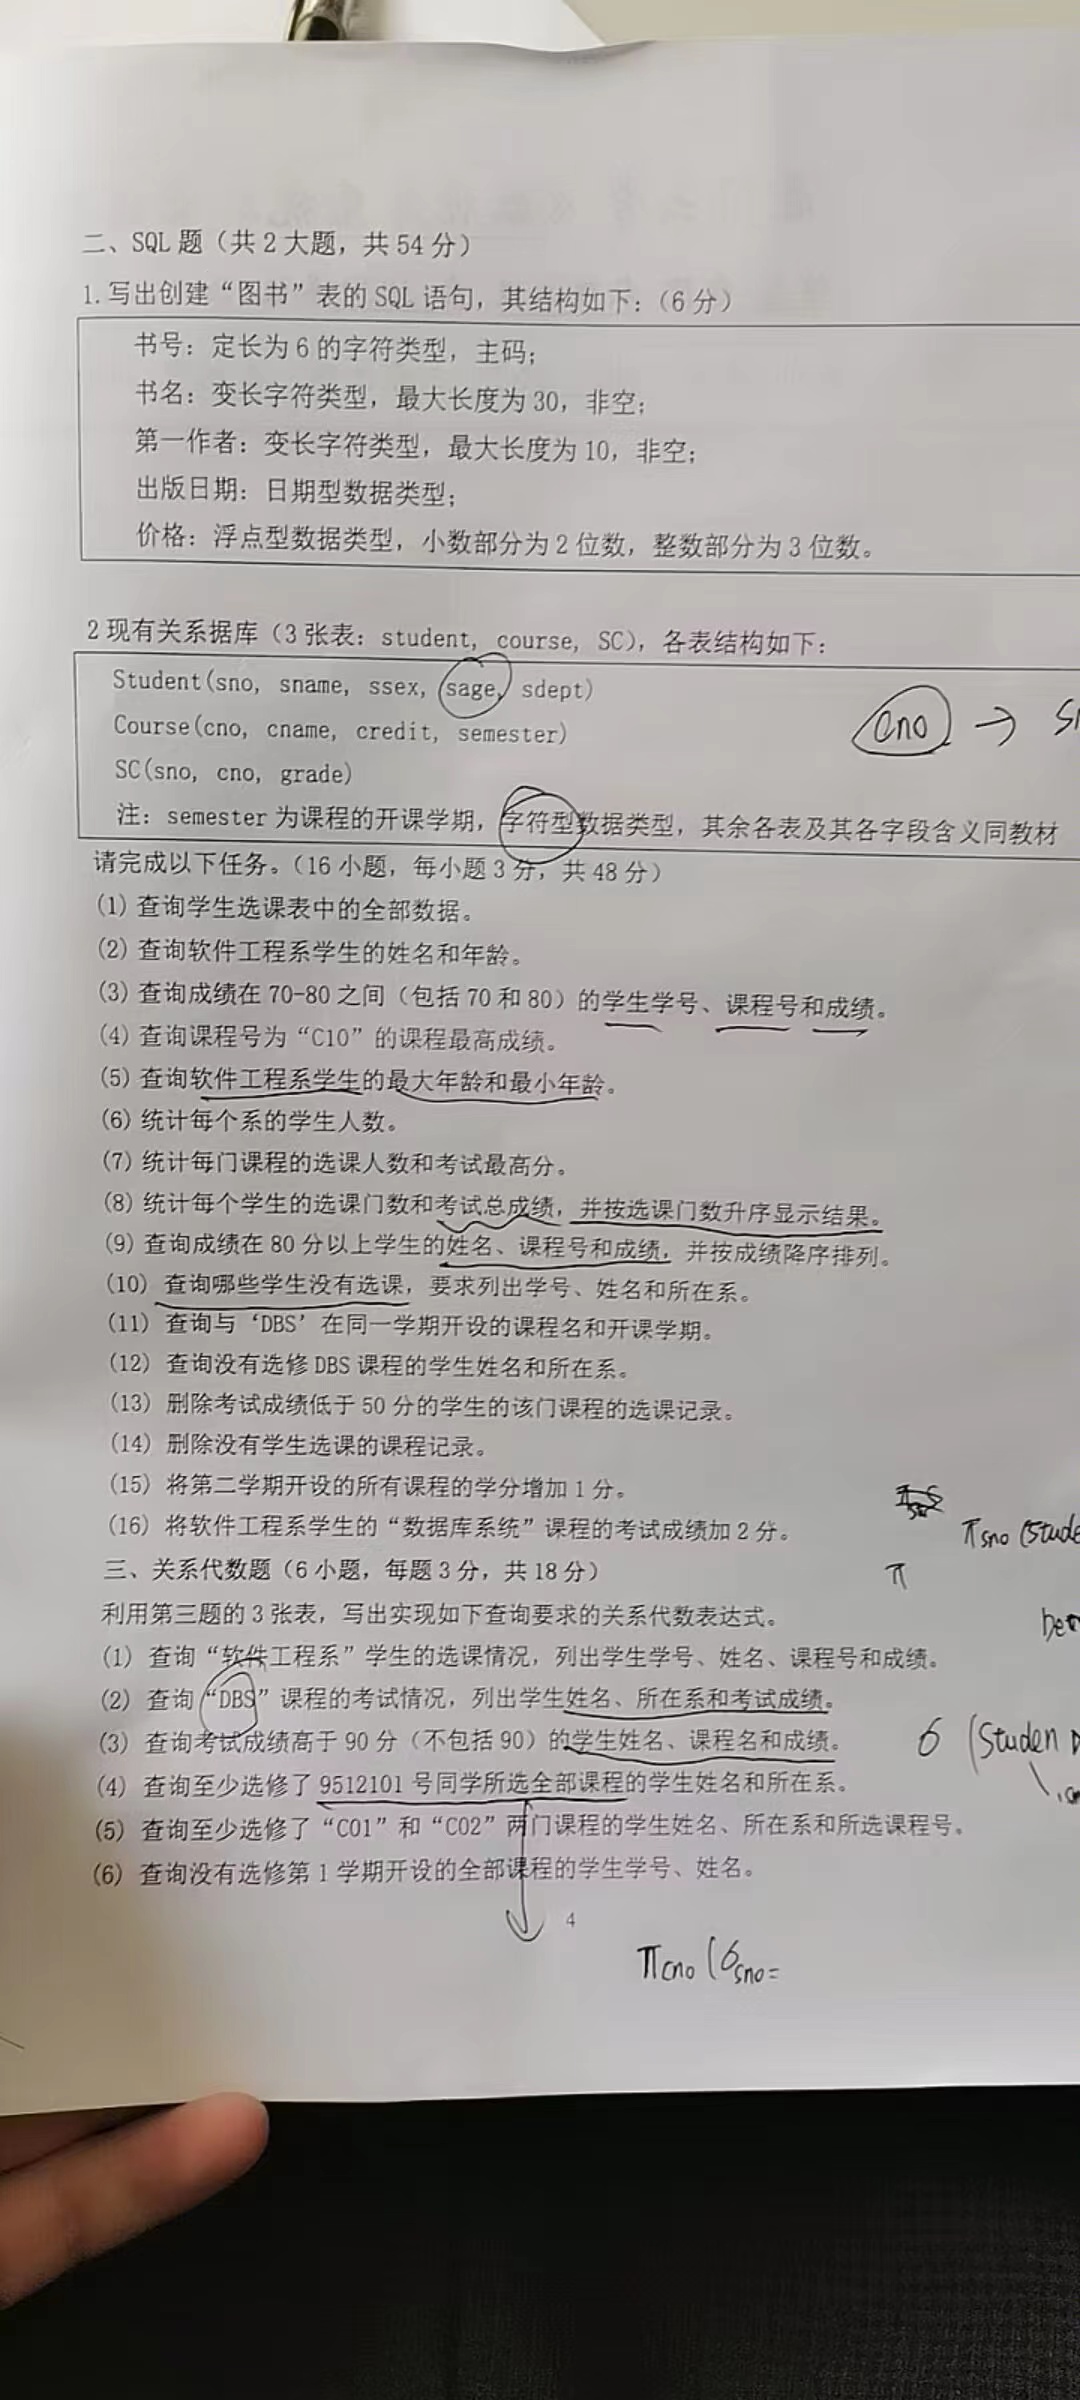 二、SQL 题（共 2 大题，共 54 分）
1. 写出创建“图书”表的 SQL 语句，其结构如下：（6 分）
书号：定长为 6 的字符类型，主码；
书名：变长字符类型，最大长度为 30，非空；
第一作者：变长字符类型，最大长度为 10，非空；
出版日期：日期型数据类型；
价格：浮点型数据类型，小数部分为 2 位数，整数部分为 3 位数。
2 现有关系据库（3 张表：student, course, SC），各表结构如下：
Student(sno, sname, ssex, sage, sdept)
Course(cno, cname, credit, semester)
cno →
SC(sno, cno, grade)
注：semester 为课程的开课学期，字符型数据类型，其余各表及其各字段含义同教材
请完成以下任务。（16 小题，每小题 3 分，共 48 分）
(1) 查询学生选课表中的全部数据。
(2) 查询软件工程系学生的姓名和年龄。
(3) 查询成绩在 70-80 之间（包括 70 和 80）的学生学号、课程号和成绩。
(4) 查询课程号为“C10”的课程最高成绩。
(5) 查询软件工程系学生的最大年龄和最小年龄。
(6) 统计每个系的学生人数。
(7) 统计每门课程的选课人数和考试最高分。
(8) 统计每个学生的选课门数和考试总成绩，并按选课门数升序显示结果。
(9) 查询成绩在 80 分以上学生的姓名、课程号和成绩，并按成绩降序排列。
(10) 查询哪些学生没有选课，要求列出学号、姓名和所在系。
(11) 查询与‘DBS’在同一学期开设的课程名和开课学期。
(12) 查询没有选修 DBS 课程的学生姓名和所在系。
(13) 删除考试成绩低于 50 分的学生的该门课程的选课记录。
(14) 删除没有学生选课的课程记录。
(15) 将第二学期开设的所有课程的学分增加 1 分。
(16) 将软件工程系学生的“数据库系统”课程的考试成绩加 2 分。
πsno (Stude
三、关系代数题（6 小题，每题 3 分，共 18 分）
π
利用第三题的 3 张表，写出实现如下查询要求的关系代数表达式。
(1) 查询“软件工程系”学生的选课情况，列出学生学号、姓名、课程号和成绩。
(2) 查询“DBS”课程的考试情况，列出学生姓名、所在系和考试成绩。
(3) 查询考试成绩高于 90 分（不包括 90）的学生姓名、课程名和成绩。
σ (Studen
(4) 查询至少选修了 9512101 号同学所选全部课程的学生姓名和所在系。
(5) 查询至少选修了“C01”和“C02”两门课程的学生姓名、所在系和所选课程号。
(6) 查询没有选修第 1 学期开设的全部课程的学生学号、姓名。
4
πcno (σsno=